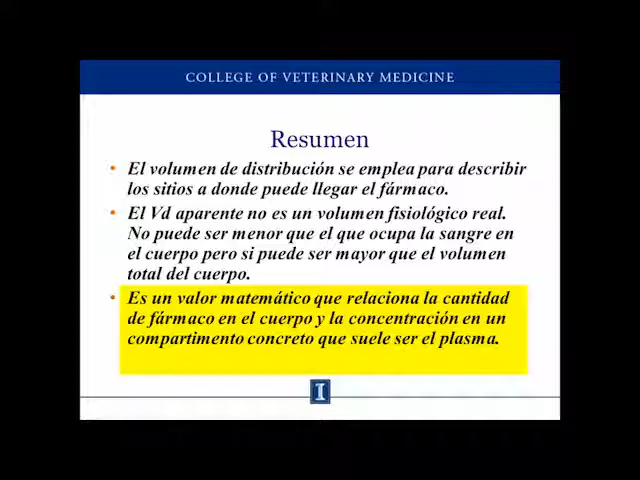 COLLEGE OF VETERINARY MEDICINE
Resumen
• El volumen de distribución se emplea para describir
los sitios a donde puede llegar el fármaco.
• El Vd aparente no es un volumen fisiológico real.
No puede ser menor que el que ocupa la sangre en
el cuerpo pero si puede ser mayor que el volumen
total del cuerpo.
• Es un valor matemático que relaciona la cantidad
de fármaco en el cuerpo y la concentración en un
compartimento concreto que suele ser el plasma.
I